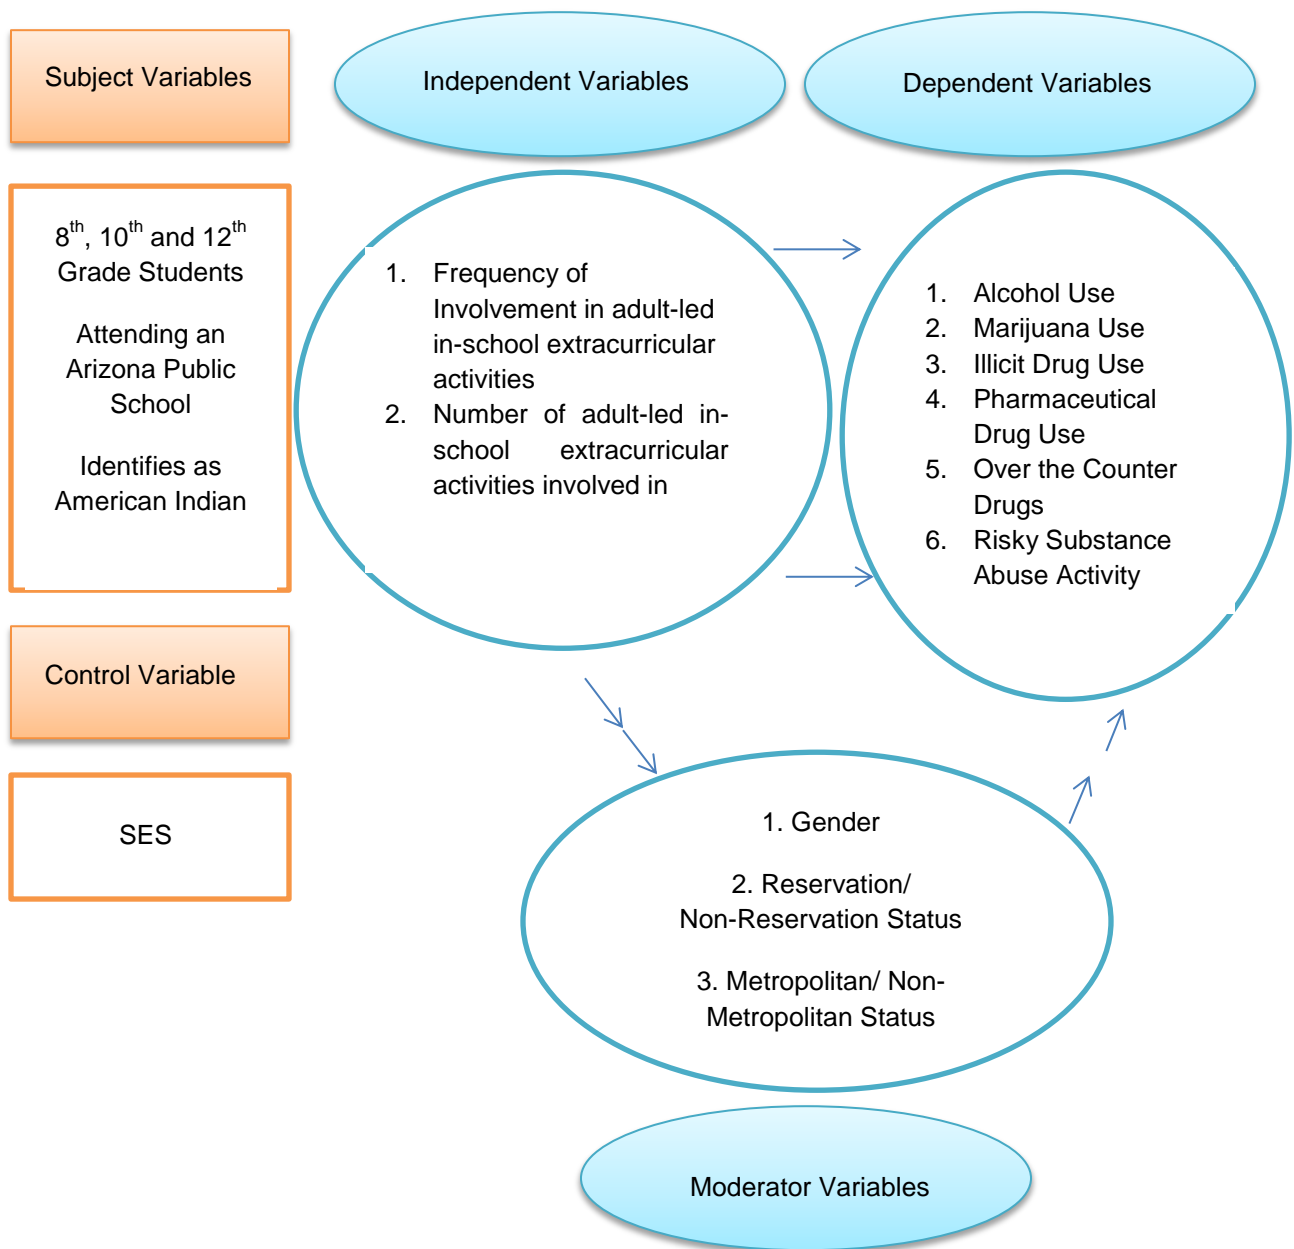 Subject Variables
Independent Variables
Dependent Variables
8th, 10th and 12th
Grade Students
Attending an
Arizona Public
School
Identifies as
American Indian
1. Frequency of
Involvement in adult-led
in-school extracurricular
activities
2. Number of adult-led in-
school extracurricular
activities involved in
1. Alcohol Use
2. Marijuana Use
3. Illicit Drug Use
4. Pharmaceutical
Drug Use
5. Over the Counter
Drugs
6. Risky Substance
Abuse Activity
Control Variable
SES
1. Gender
2. Reservation/
Non-Reservation Status
3. Metropolitan/ Non-
Metropolitan Status
Moderator Variables